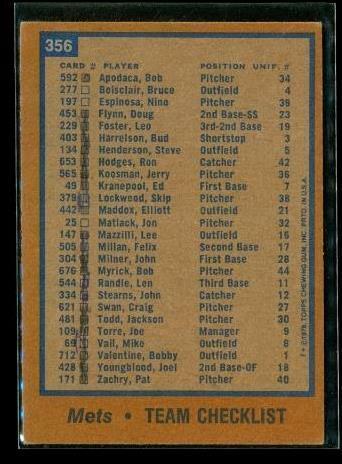 356
CARD # PLAYER POSITION UNIF. #
592 Apodaca, Bob Pitcher 34
277 Boisclair, Bruce Outfield 4
197 Espinosa, Nino Pitcher 39
453 Flynn, Doug 2nd Base-SS 23
229 Foster, Leo 3rd-2nd Base 19
403 Harrelson, Bud Shortstop 3
134 Henderson, Steve Outfield 5
653 Hodges, Ron Catcher 42
565 Koosman, Jerry Pitcher 36
49 Kranepool, Ed First Base 7
379 Lockwood, Skip Pitcher 38
442 Maddox, Elliott Outfield 21
25 Matlack, Jon Pitcher 32
147 Mazzilli, Lee Outfield 16
505 Millan, Felix Second Base 17
304 Milner, John First Base 28
676 Myrick, Bob Pitcher 44
544 Randle, Len Third Base 11
334 Stearns, John Catcher 12
621 Swan, Craig Pitcher 27
481 Todd, Jackson Pitcher 30
109 Torre, Joe Manager 9
69 Vail, Mike Outfield 8
712 Valentine, Bobby Outfield 1
428 Youngblood, Joel 2nd Base-OF 18
171 Zachry, Pat Pitcher 40
©1978 TOPPS CHEWING GUM, INC. PRTD. IN U.S.A.
Mets • TEAM CHECKLIST